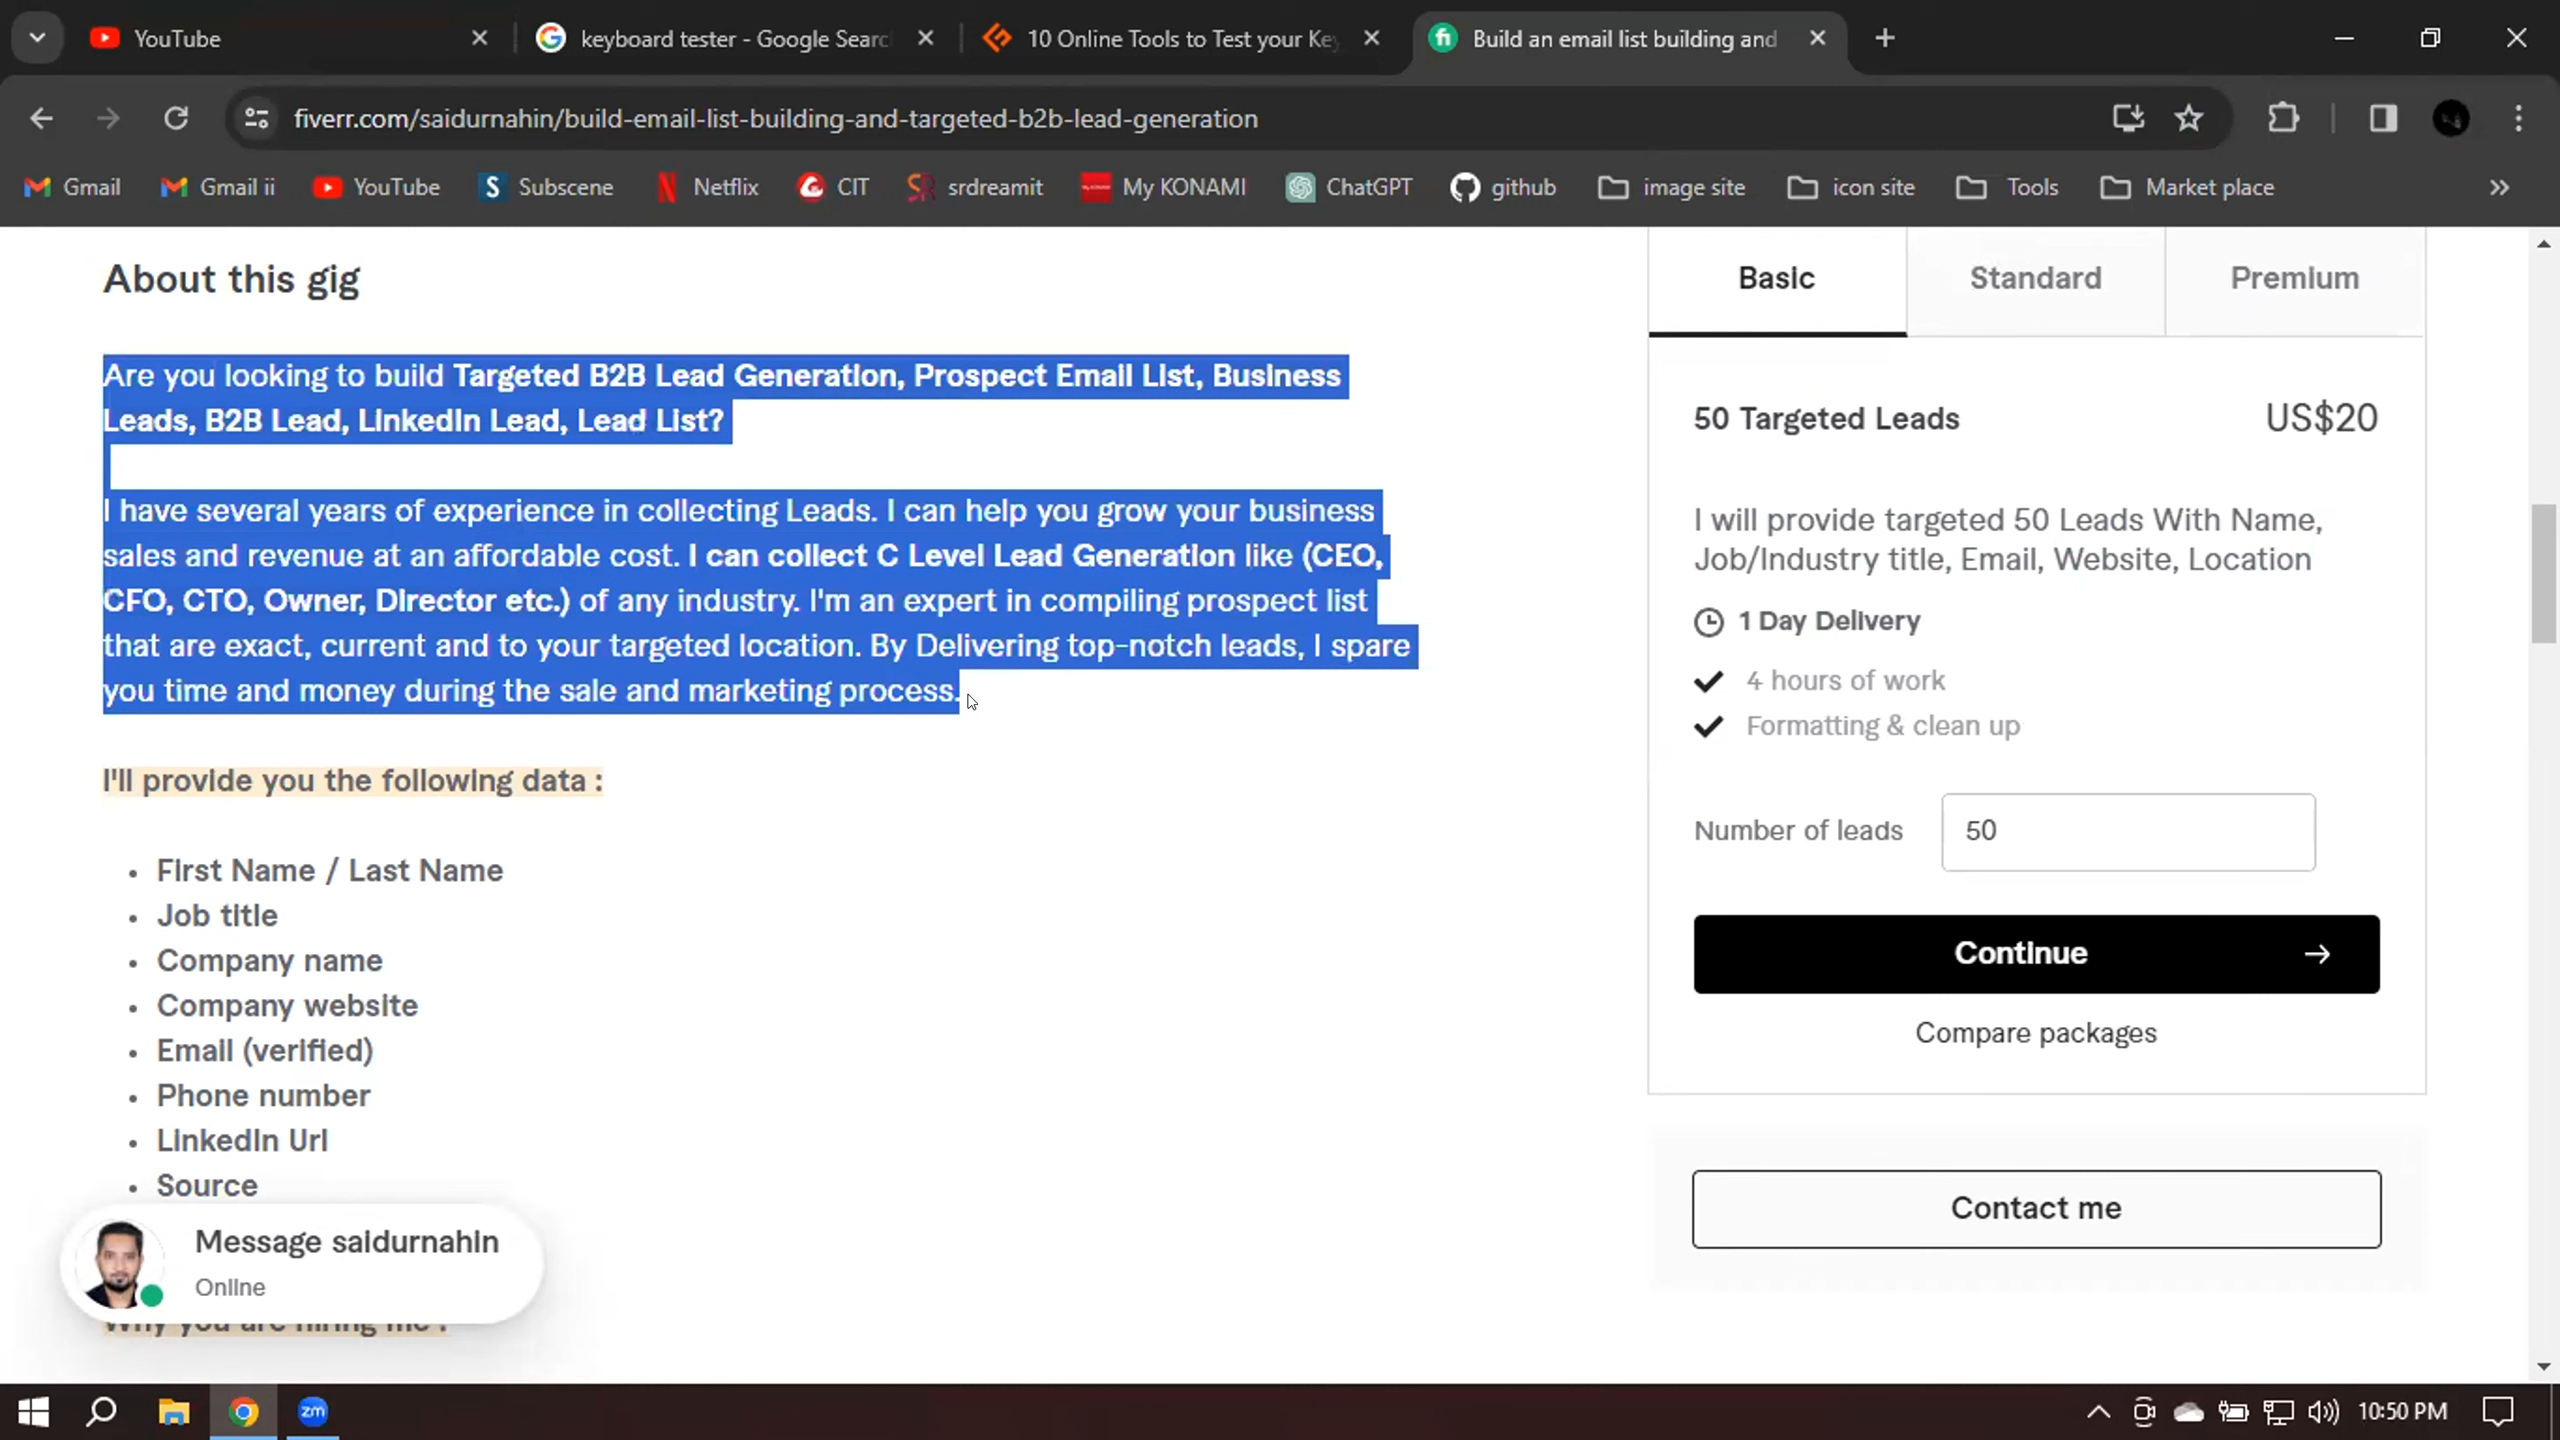 YouTube
keyboard tester - Google Searc
10 Online Tools to Test your Ke
Build an email list building and
fiverr.com/saidurnahin/build-email-list-building-and-targeted-b2b-lead-generation
Gmail
Gmail ii
YouTube
Subscene
Netflix
CIT
srdreamit
My KONAMI
ChatGPT
github
image site
icon site
Tools
Market place
About this gig
Are you looking to build Targeted B2B Lead Generation, Prospect Email List, Business
Leads, B2B Lead, LinkedIn Lead, Lead List?
I have several years of experience in collecting Leads. I can help you grow your business
sales and revenue at an affordable cost. I can collect C Level Lead Generation like (CEO,
CFO, CTO, Owner, Director etc.) of any industry. I'm an expert in compiling prospect list
that are exact, current and to your targeted location. By Delivering top-notch leads, I spare
you time and money during the sale and marketing process.
I'll provide you the following data :
First Name / Last Name
Job title
Company name
Company website
Email (verified)
Phone number
LinkedIn Url
Source
Message saidurnahin
Online
Why you are hiring me :
Basic
Standard
Premium
50 Targeted Leads
US$20
I will provide targeted 50 Leads With Name,
Job/Industry title, Email, Website, Location
1 Day Delivery
4 hours of work
Formatting & clean up
Number of leads
50
Continue
Compare packages
Contact me
zm
10:50 PM